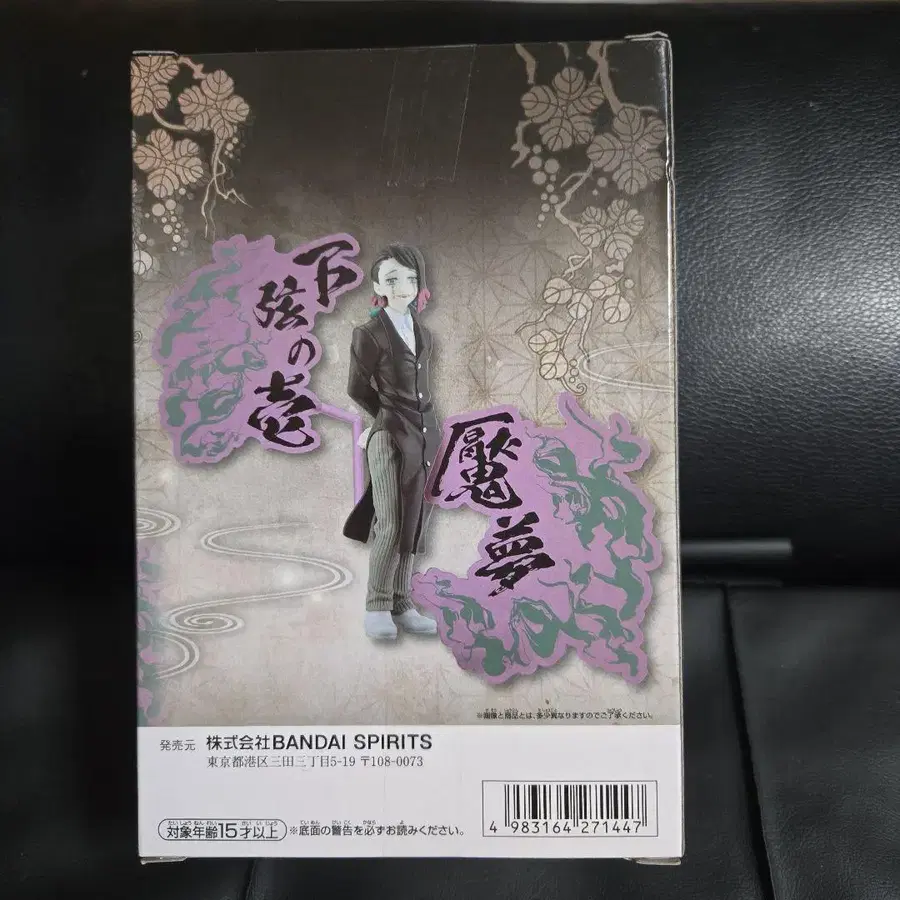 下弦の壱
魘夢
※画像と商品とは、多少異なりますのでご了承ください。
発売元 株式会社BANDAI SPIRITS
東京都港区三田三丁目5-19 〒108-0073
対象年齢15才以上 ※底面の警告を必ずお読みください。
4 983164 271447